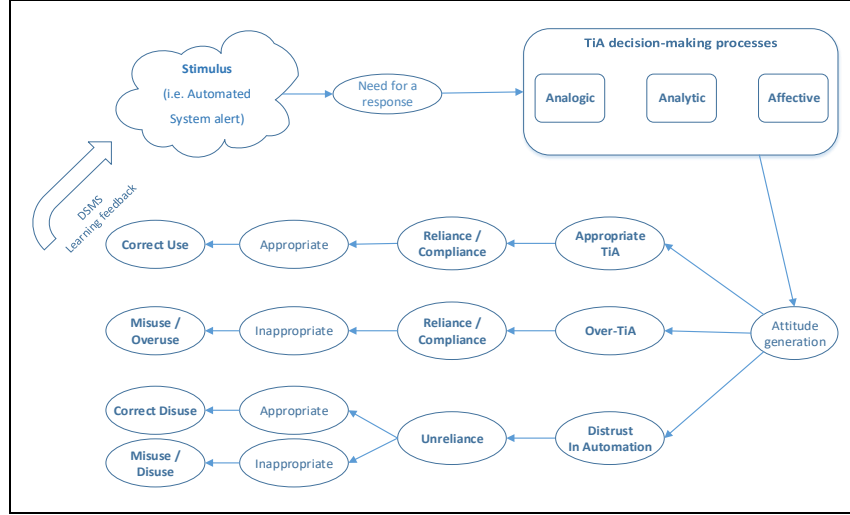 Stimulus
(i.e. Automated
System alert)
Need for a
response
TiA decision-making processes
Analogic
Analytic
Affective
DSMS
Learning feedback
Correct Use
Appropriate
Reliance /
Compliance
Appropriate
TiA
Misuse /
Overuse
Inappropriate
Reliance /
Compliance
Over-TiA
Attitude
generation
Correct Disuse
Appropriate
Misuse /
Disuse
Inappropriate
Unreliance
Distrust
In Automation